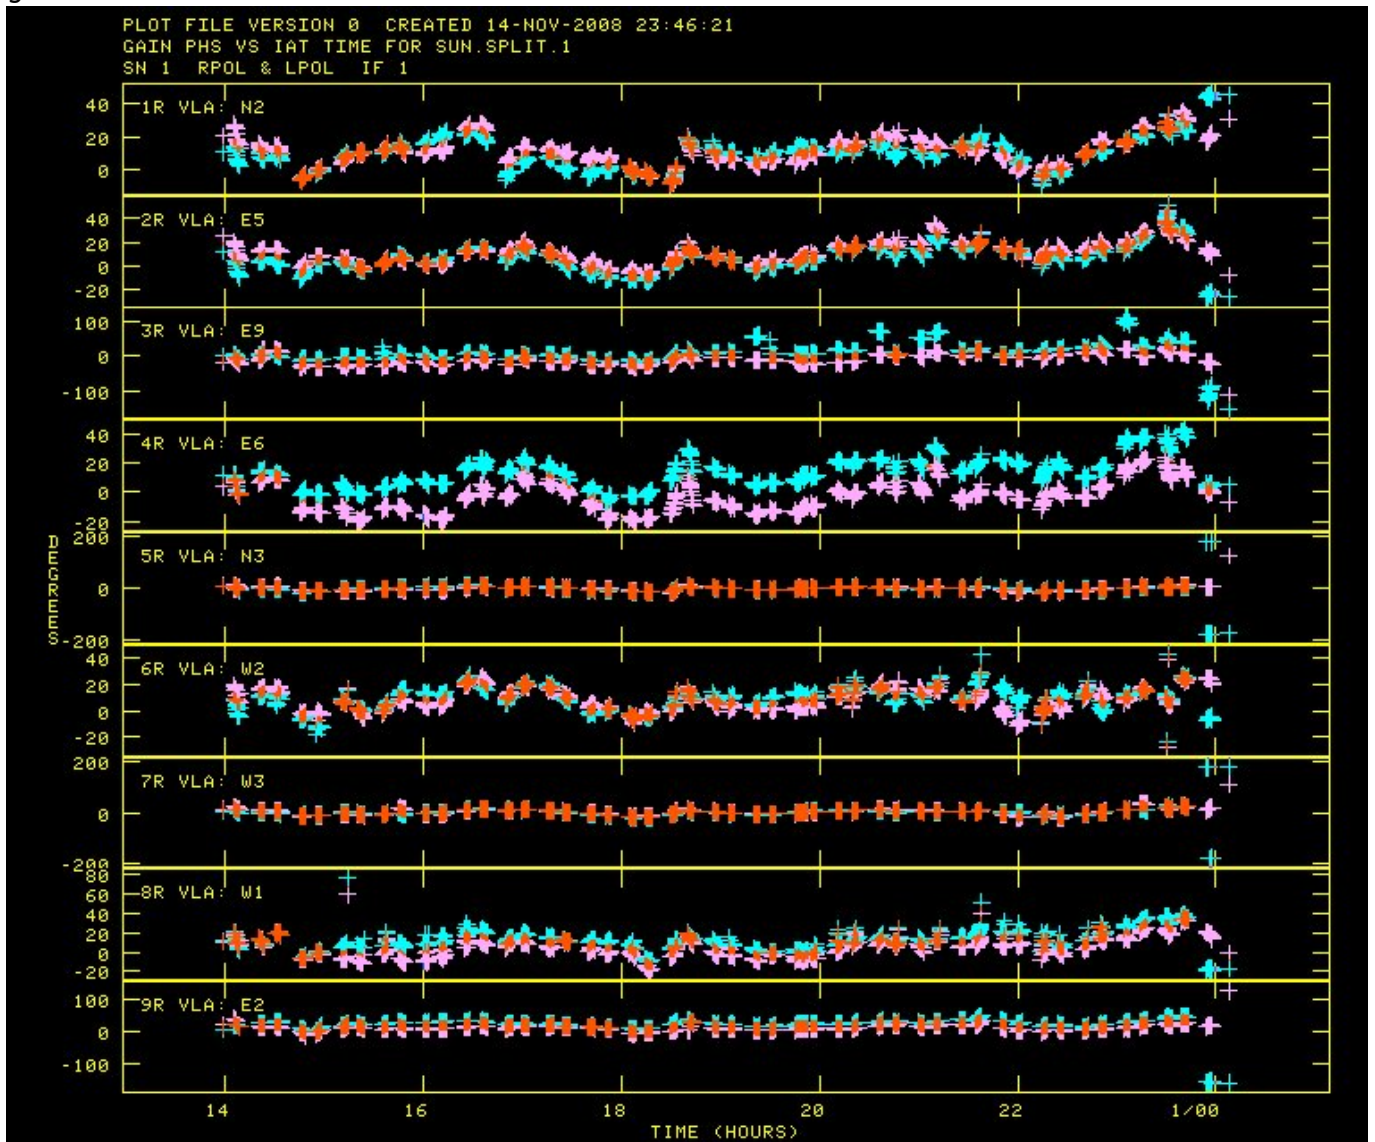 PLOT FILE VERSION 0 CREATED 14-NOV-2008 23:46:21
GAIN PHS VS IAT TIME FOR SUN.SPLIT.1
SN 1 RPOL & LPOL IF 1
1R VLA: N2
40
20
0
2R VLA: E5
40
20
0
-20
3R VLA: E9
100
0
-100
4R VLA: E6
40
20
0
-20
DEGREES
5R VLA: N3
200
0
-200
6R VLA: W2
40
20
0
-20
7R VLA: W3
200
0
-200
8R VLA: W1
80
60
40
20
0
-20
9R VLA: E2
100
0
-100
14 16 18 20 22 1/00
TIME (HOURS)